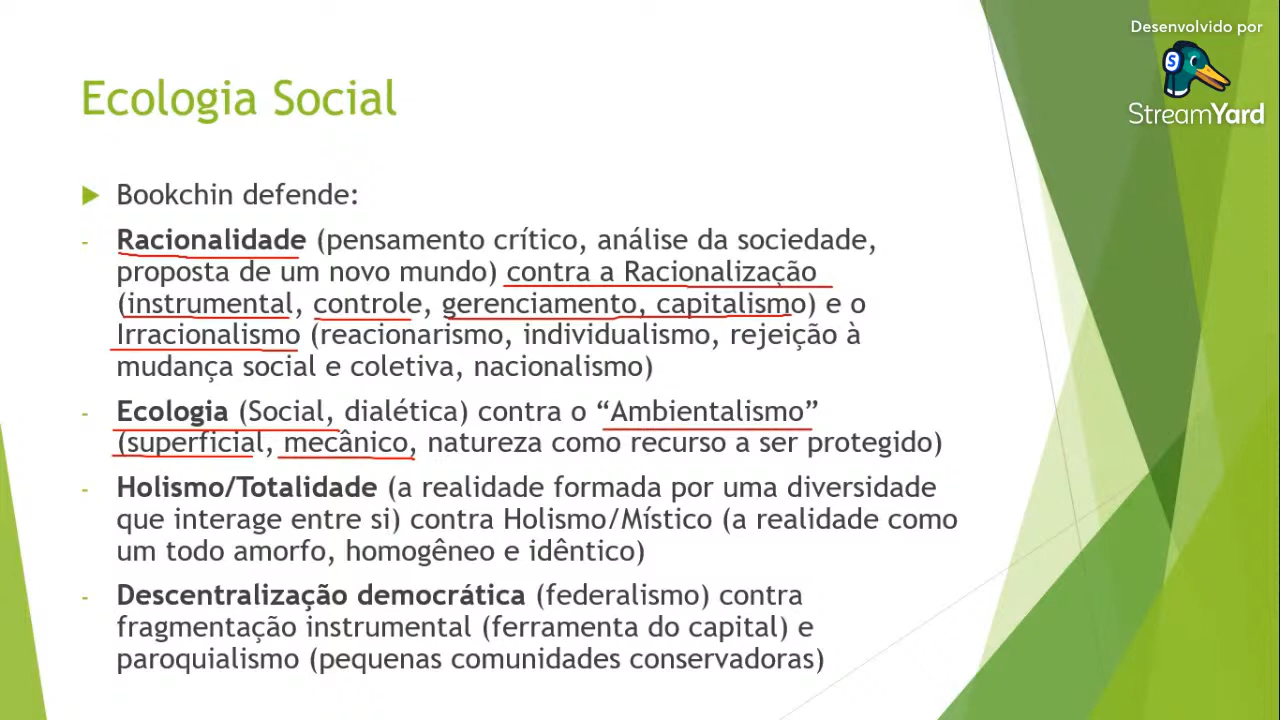 Desenvolvido por
StreamYard
Ecologia Social
Bookchin defende:
- Racionalidade (pensamento crítico, análise da sociedade,
proposta de um novo mundo) contra a Racionalização
(instrumental, controle, gerenciamento, capitalismo) e o
Irracionalismo (reacionarismo, individualismo, rejeição à
mudança social e coletiva, nacionalismo)
- Ecologia (Social, dialética) contra o “Ambientalismo”
(superficial, mecânico, natureza como recurso a ser protegido)
- Holismo/Totalidade (a realidade formada por uma diversidade
que interage entre si) contra Holismo/Místico (a realidade como
um todo amorfo, homogêneo e idêntico)
- Descentralização democrática (federalismo) contra
fragmentação instrumental (ferramenta do capital) e
paroquialismo (pequenas comunidades conservadoras)